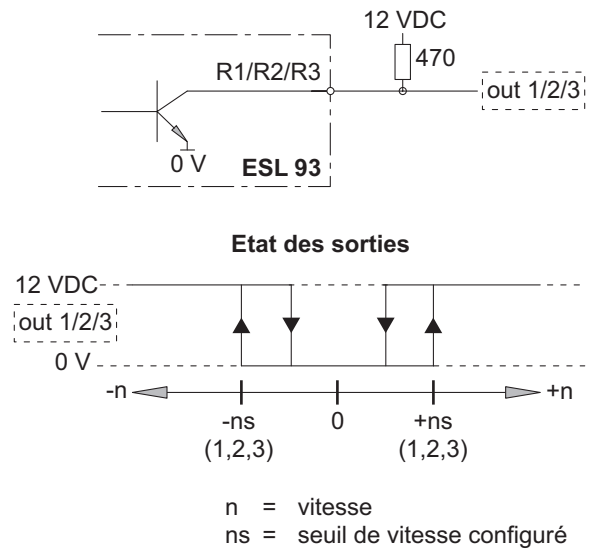 12 VDC
470
R1/R2/R3
out 1/2/3
0 V
ESL 93
Etat des sorties
12 VDC
out 1/2/3
0 V
-n
+n
-ns
0
+ns
(1,2,3)
(1,2,3)
n = vitesse
ns = seuil de vitesse configuré